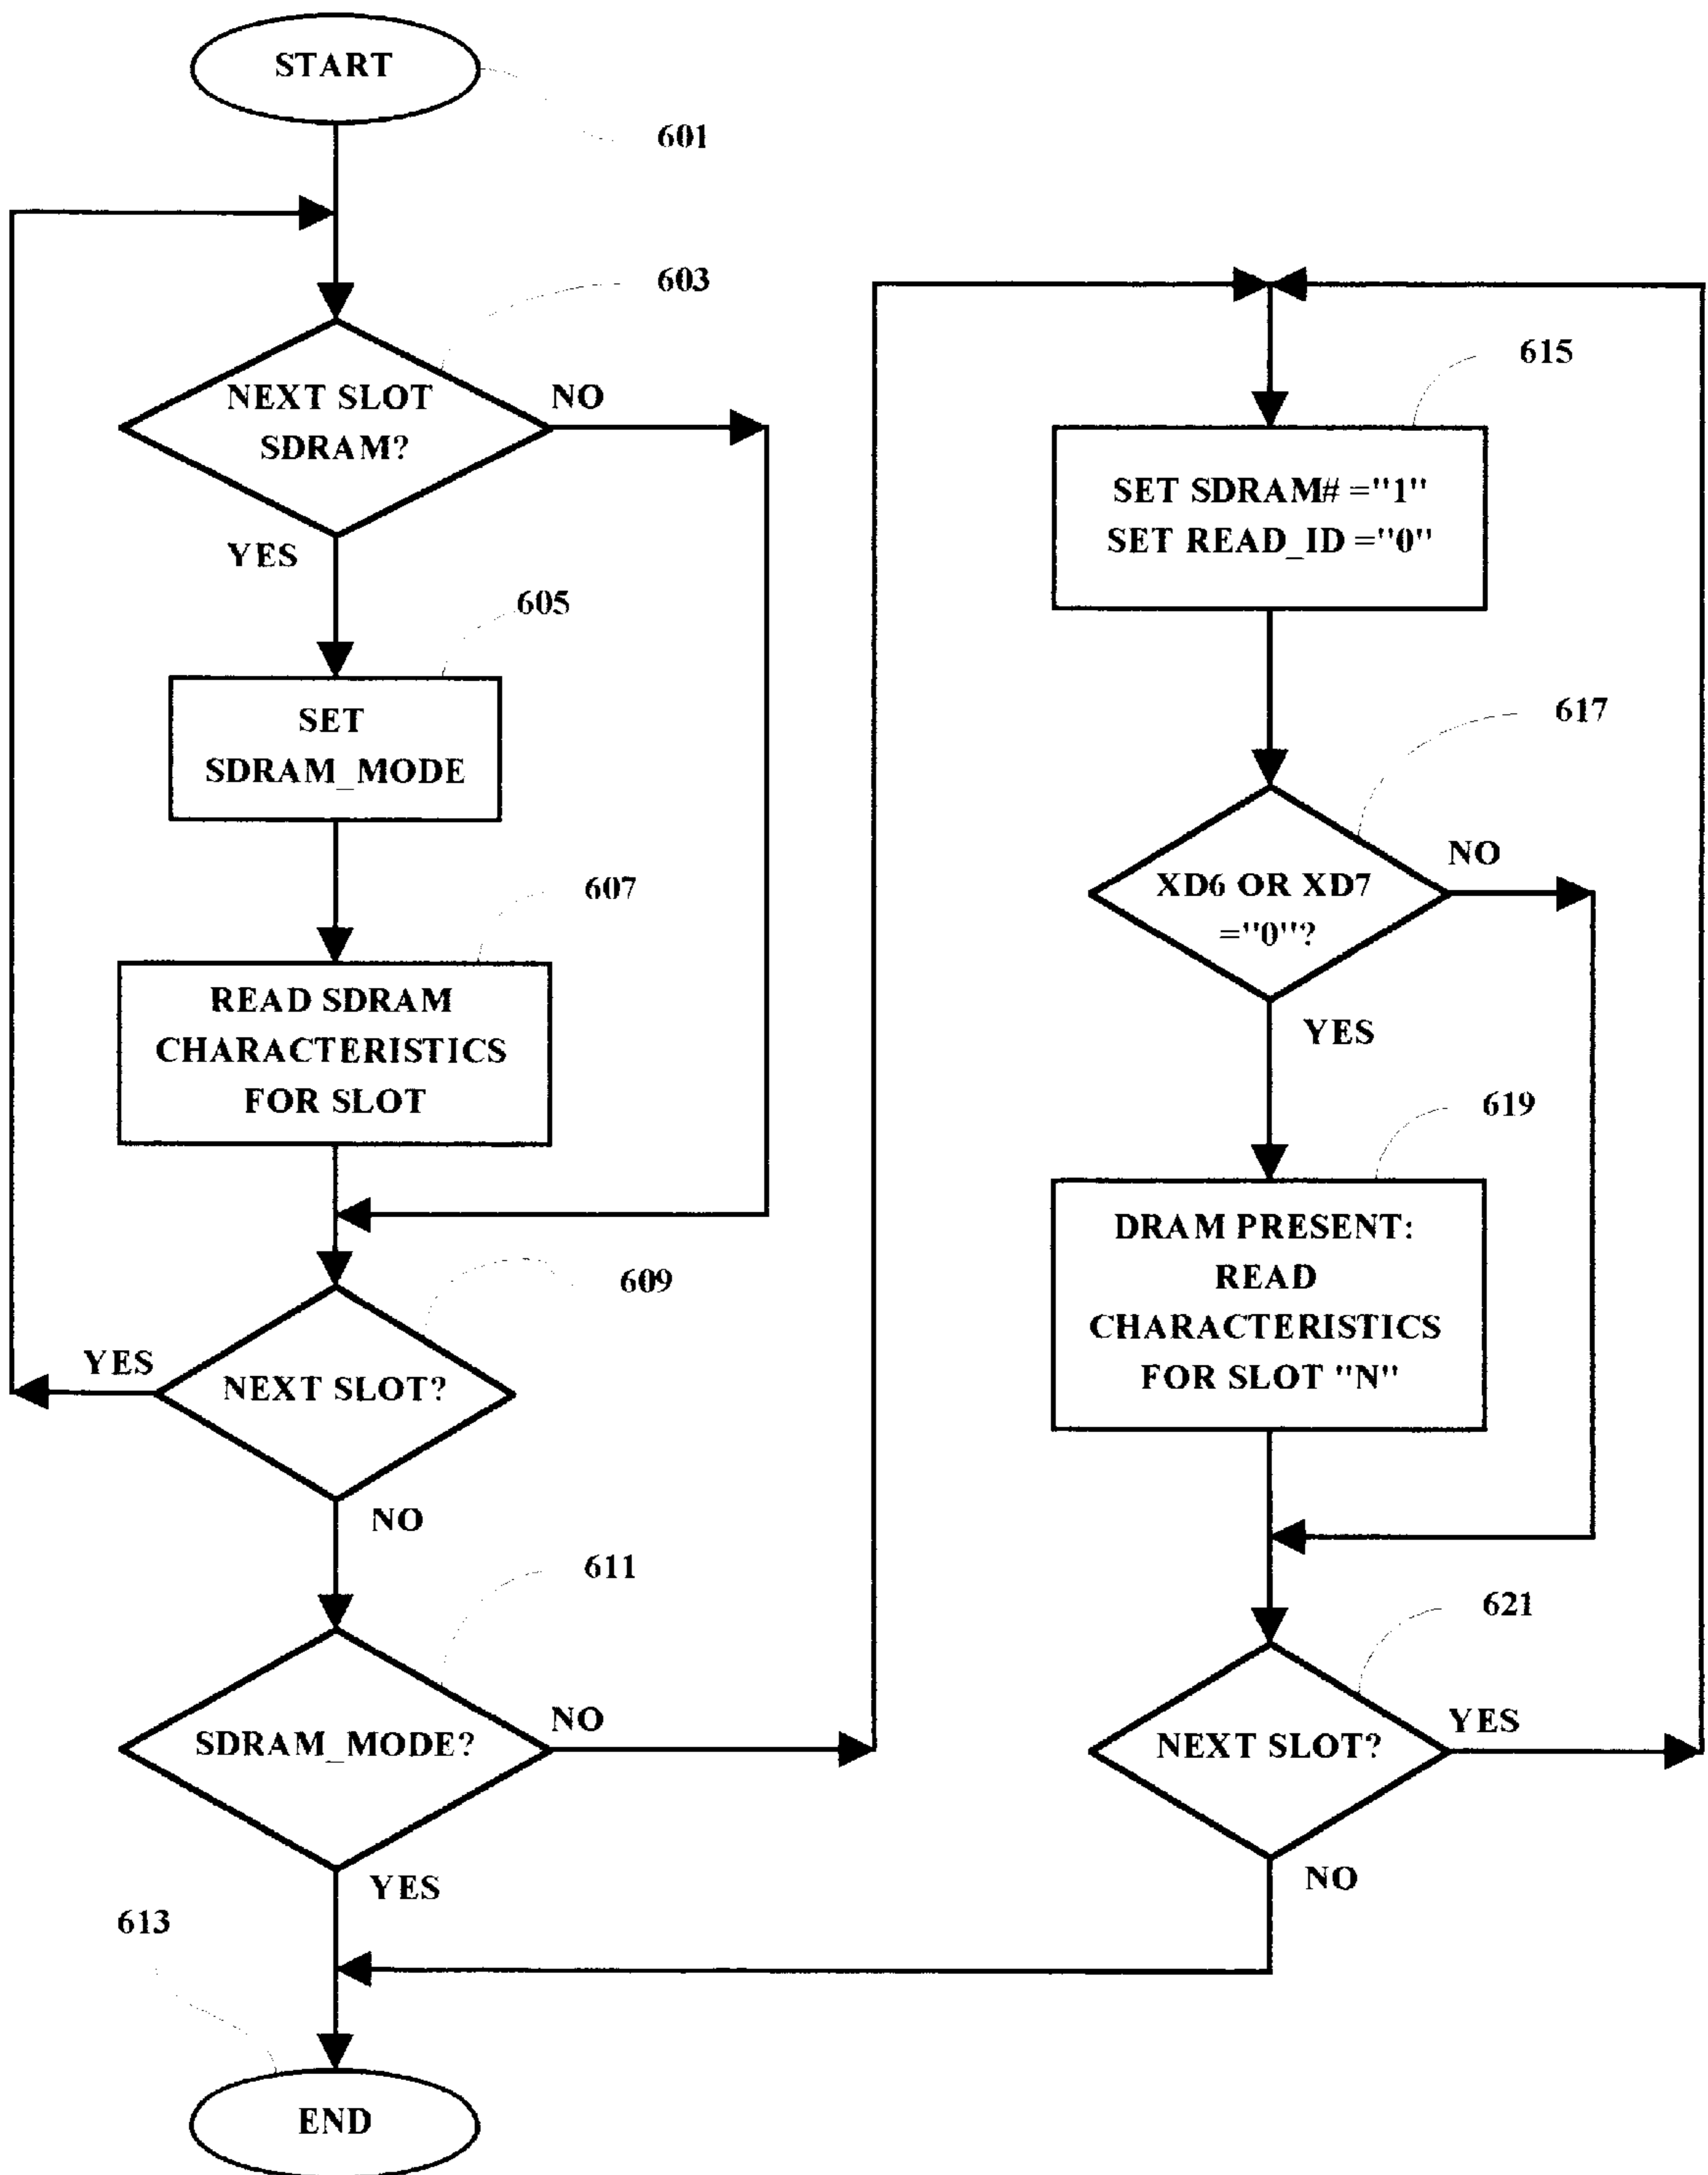 START
601
603
NEXT SLOT
SDRAM?
NO
YES
605
SET
SDRAM_MODE
607
READ SDRAM
CHARACTERISTICS
FOR SLOT
609
YES
NEXT SLOT?
NO
611
SDRAM_MODE?
NO
YES
613
END
615
SET SDRAM# ="1"
SET READ_ID ="0"
617
XD6 OR XD7
="0"?
NO
YES
619
DRAM PRESENT:
READ
CHARACTERISTICS
FOR SLOT "N"
621
NEXT SLOT?
YES
NO